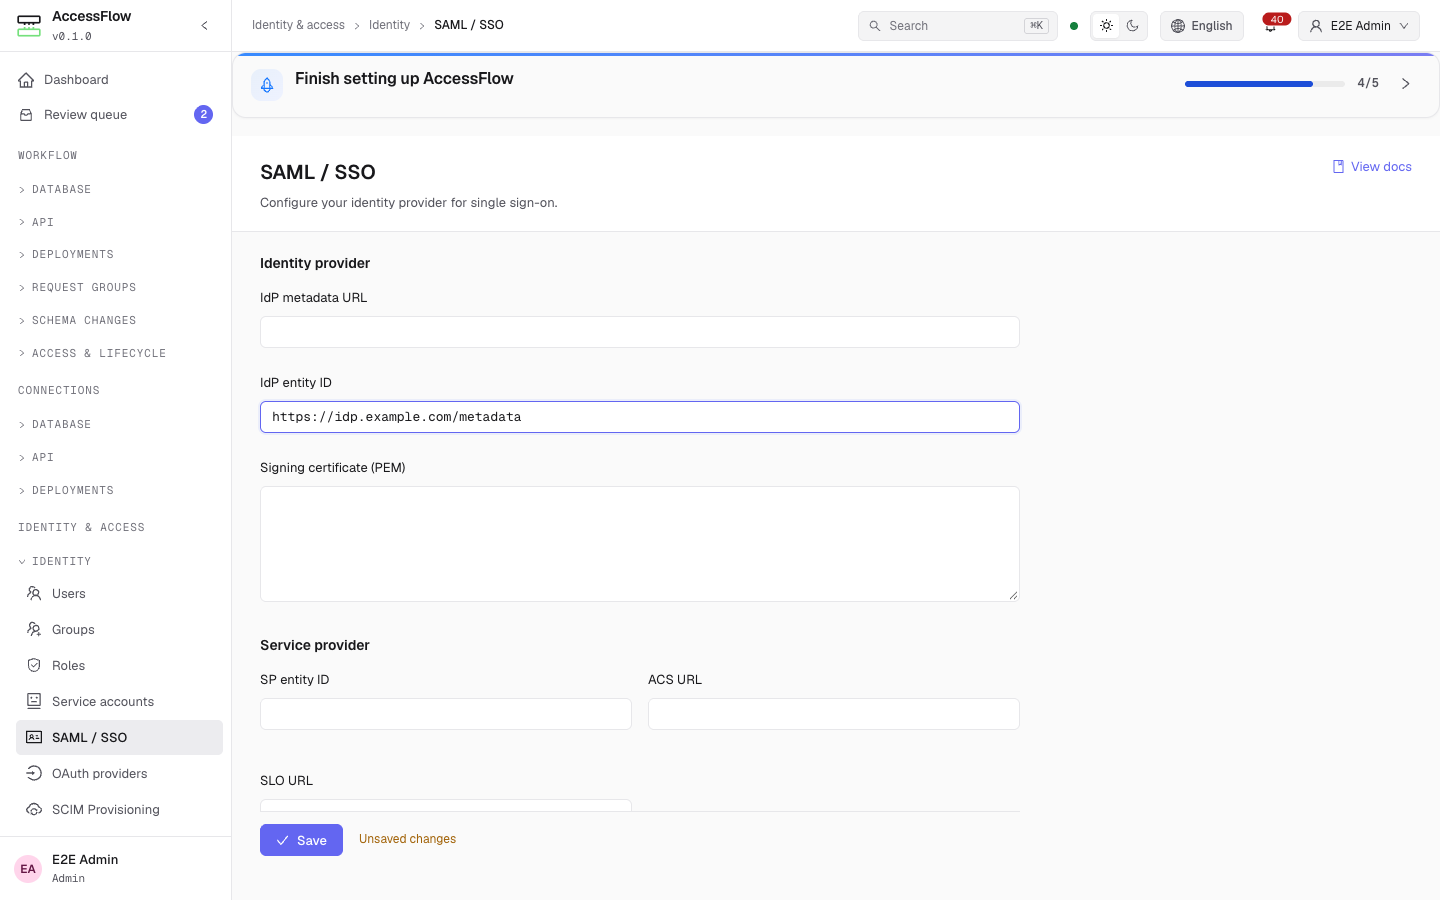 AccessFlow
v0.1.0
Identity & access
Identity
SAML / SSO
Search
⌘K
English
40
E2E Admin
Dashboard
Review queue
2
WORKFLOW
DATABASE
API
DEPLOYMENTS
REQUEST GROUPS
SCHEMA CHANGES
ACCESS & LIFECYCLE
CONNECTIONS
DATABASE
API
DEPLOYMENTS
IDENTITY & ACCESS
IDENTITY
Users
Groups
Roles
Service accounts
SAML / SSO
OAuth providers
SCIM Provisioning
EA
E2E Admin
Admin
Finish setting up AccessFlow
4/5
SAML / SSO
View docs
Configure your identity provider for single sign-on.
Identity provider
IdP metadata URL
IdP entity ID
https://idp.example.com/metadata
Signing certificate (PEM)
Service provider
SP entity ID
ACS URL
SLO URL
Save
Unsaved changes